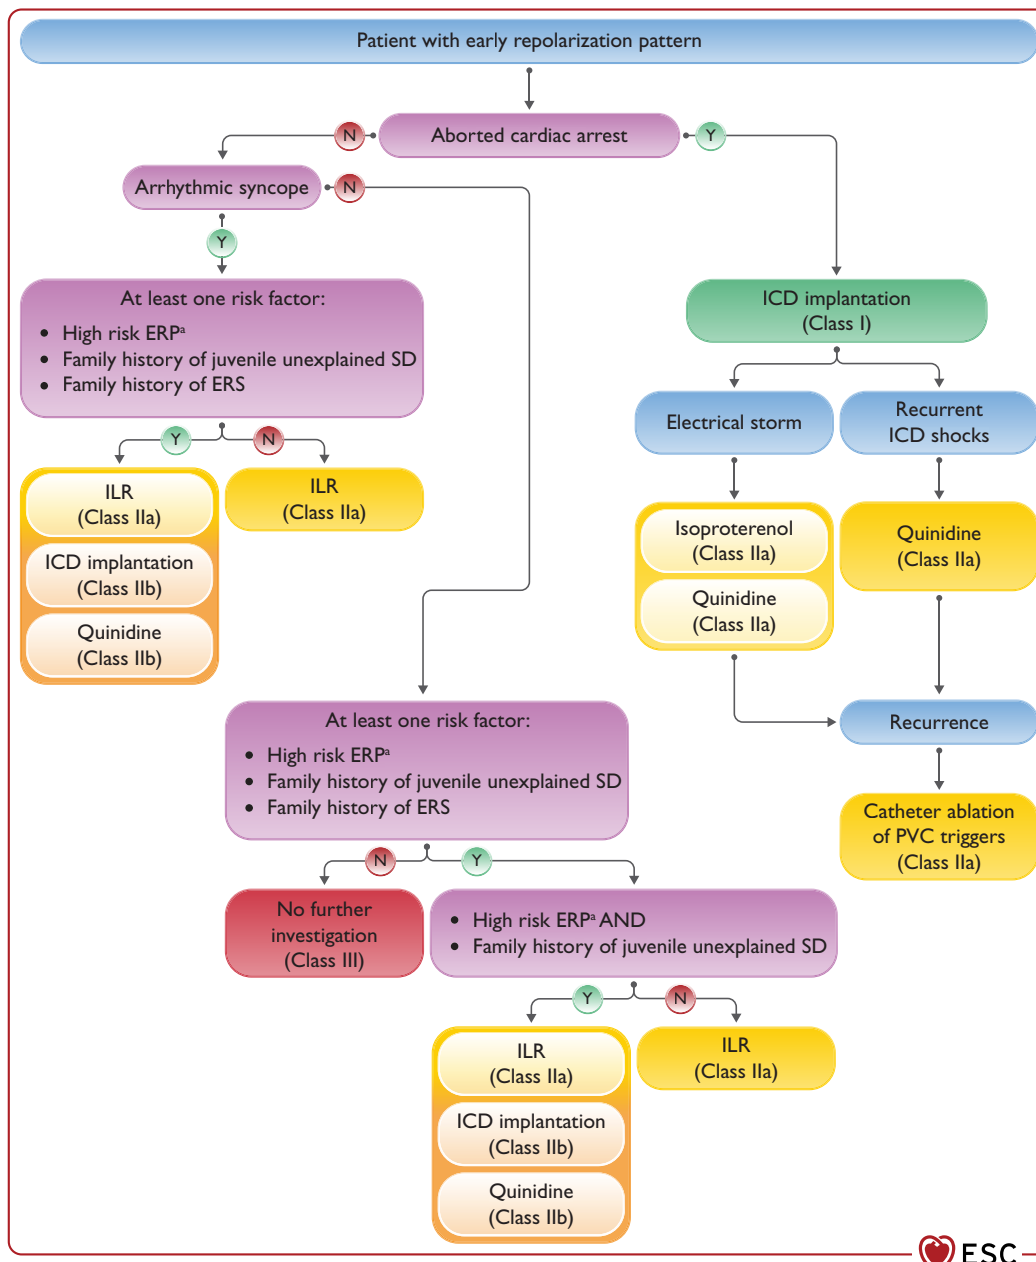 Patient with early repolarization pattern
Aborted cardiac arrest
N
Y
Arrhythmic syncope
N
Y
At least one risk factor:
• High risk ERPᵃ
• Family history of juvenile unexplained SD
• Family history of ERS
Y
N
ILR
(Class IIa)
ICD implantation
(Class IIb)
Quinidine
(Class IIb)
ILR
(Class IIa)
ICD implantation
(Class I)
Electrical storm
Recurrent
ICD shocks
Isoproterenol
(Class IIa)
Quinidine
(Class IIa)
Quinidine
(Class IIa)
Recurrence
Catheter ablation
of PVC triggers
(Class IIa)
At least one risk factor:
• High risk ERPᵃ
• Family history of juvenile unexplained SD
• Family history of ERS
N
Y
No further
investigation
(Class III)
• High risk ERPᵃ AND
• Family history of juvenile unexplained SD
Y
N
ILR
(Class IIa)
ICD implantation
(Class IIb)
Quinidine
(Class IIb)
ILR
(Class IIa)
ESC